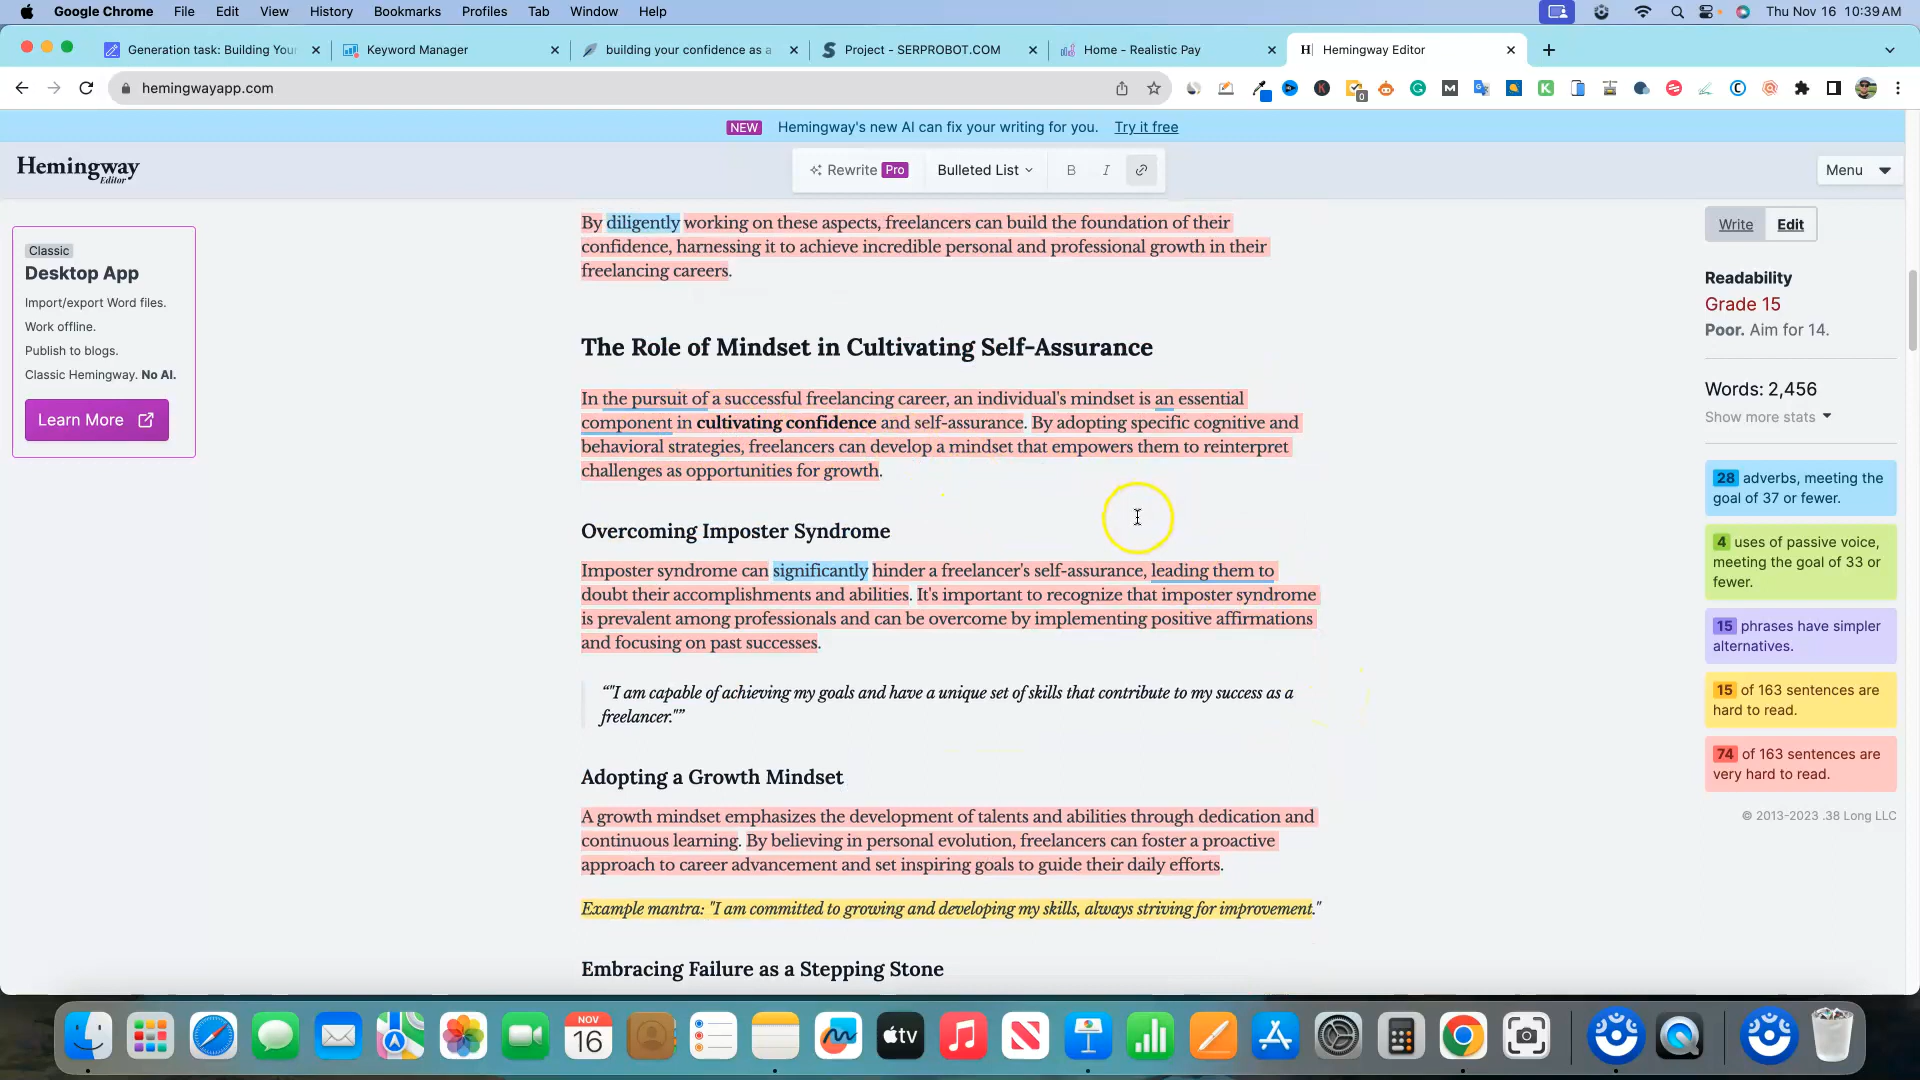 Google Chrome File Edit View History Bookmarks Profiles Tab Window Help Thu Nov 16 10:39 AM
Generation task: Building Your Keyword Manager building your confidence as a Project - SERPROBOT.COM Home - Realistic Pay Hemingway Editor
hemingwayapp.com
NEW Hemingway's new AI can fix your writing for you. Try it free
Hemingway
Editor
Rewrite Pro Bulleted List B I
Menu
Classic
Desktop App
Import/export Word files.
Work offline.
Publish to blogs.
Classic Hemingway. No AI.
Learn More
By diligently working on these aspects, freelancers can build the foundation of their
confidence, harnessing it to achieve incredible personal and professional growth in their
freelancing careers.
The Role of Mindset in Cultivating Self-Assurance
In the pursuit of a successful freelancing career, an individual's mindset is an essential
component in cultivating confidence and self-assurance. By adopting specific cognitive and
behavioral strategies, freelancers can develop a mindset that empowers them to reinterpret
challenges as opportunities for growth.
Overcoming Imposter Syndrome
Imposter syndrome can significantly hinder a freelancer's self-assurance, leading them to
doubt their accomplishments and abilities. It's important to recognize that imposter syndrome
is prevalent among professionals and can be overcome by implementing positive affirmations
and focusing on past successes.
“"I am capable of achieving my goals and have a unique set of skills that contribute to my success as a
freelancer."”
Adopting a Growth Mindset
A growth mindset emphasizes the development of talents and abilities through dedication and
continuous learning. By believing in personal evolution, freelancers can foster a proactive
approach to career advancement and set inspiring goals to guide their daily efforts.
Example mantra: "I am committed to growing and developing my skills, always striving for improvement."
Embracing Failure as a Stepping Stone
Write Edit
Readability
Grade 15
Poor. Aim for 14.
Words: 2,456
Show more stats
28 adverbs, meeting the
goal of 37 or fewer.
4 uses of passive voice,
meeting the goal of 33 or
fewer.
15 phrases have simpler
alternatives.
15 of 163 sentences are
hard to read.
74 of 163 sentences are
very hard to read.
© 2013-2023 .38 Long LLC
NOV
16
tv